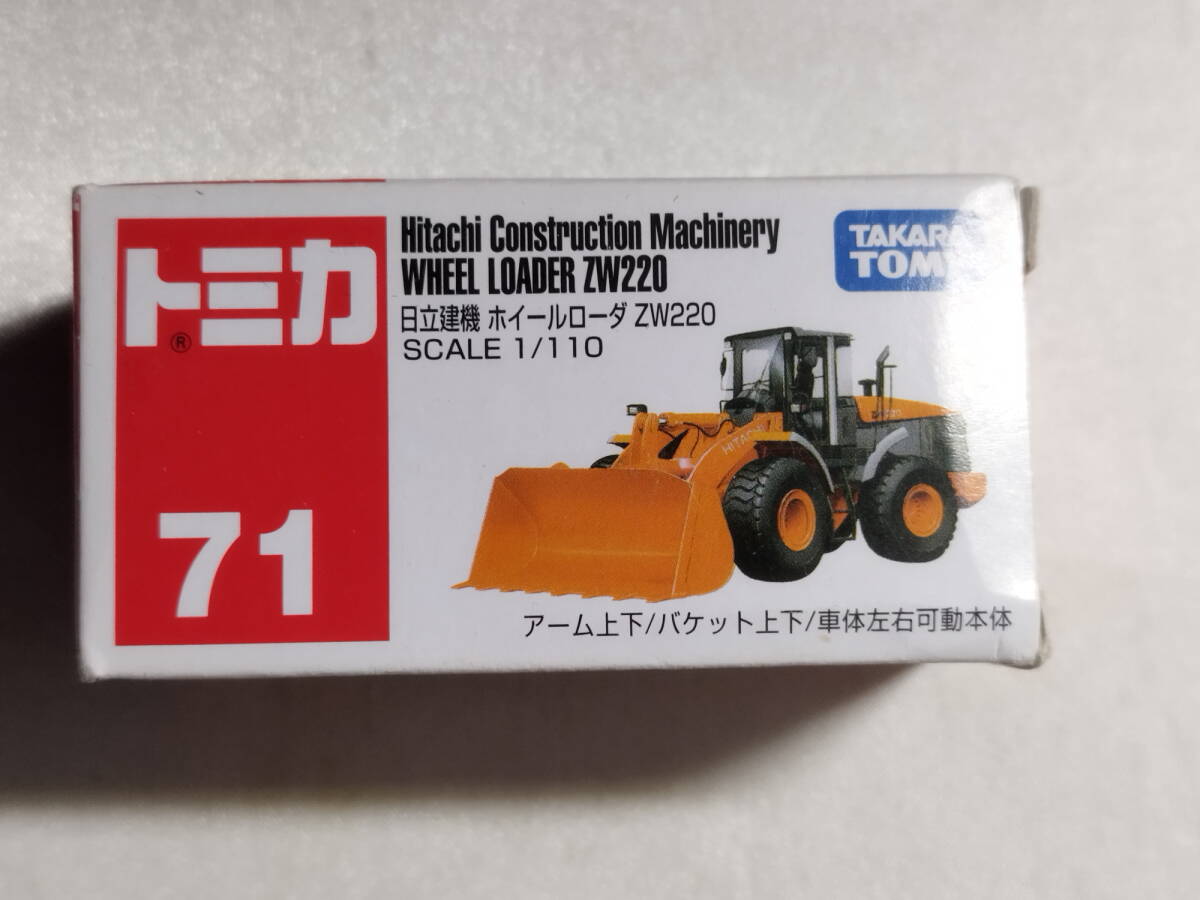 トミカ
®
71
Hitachi Construction Machinery
WHEEL LOADER ZW220
日立建機 ホイールローダ ZW220
SCALE 1/110
TAKARA
TOMY
HITACHI
アーム上下/バケット上下/車体左右可動本体